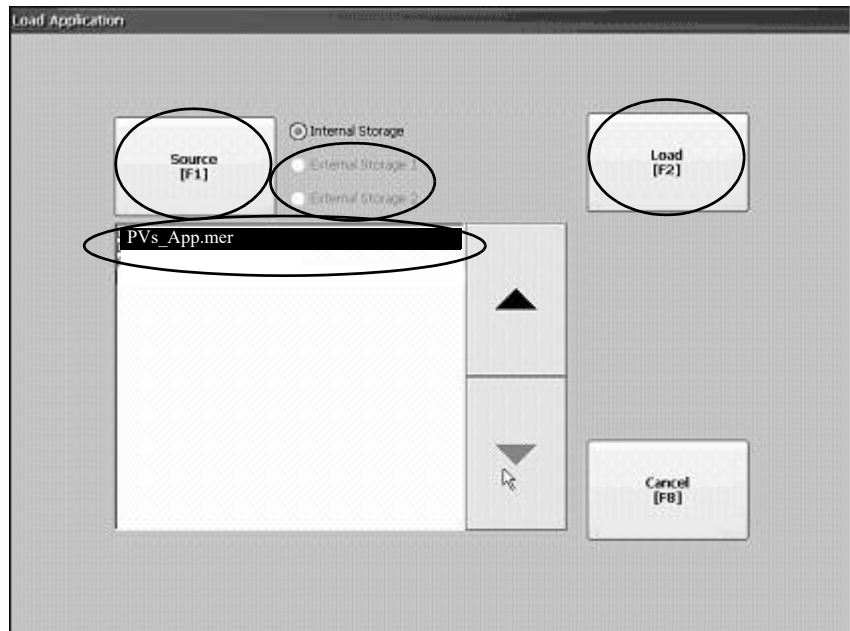 Load Application
Internal Storage
Source
[F1]
External Storage 1
External Storage 2
Load
[F2]
PVs_App.mer
Cancel
[F8]